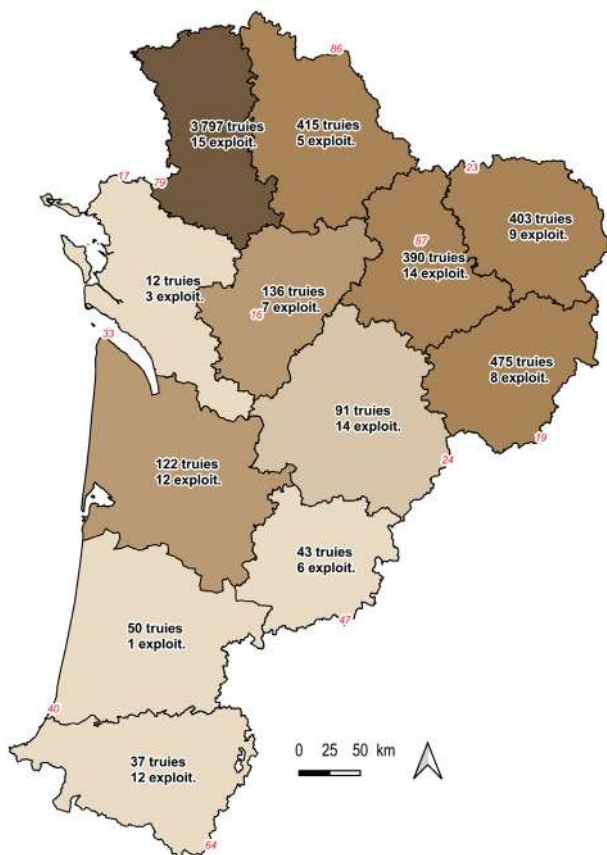 86
3 797 truies
15 exploit.
415 truies
5 exploit.
17
79
23
403 truies
9 exploit.
87
390 truies
14 exploit.
12 truies
3 exploit.
136 truies
7 exploit.
16
33
475 truies
8 exploit.
91 truies
14 exploit.
19
24
122 truies
12 exploit.
43 truies
6 exploit.
47
50 truies
1 exploit.
40
0 25 50 km
37 truies
12 exploit.
64